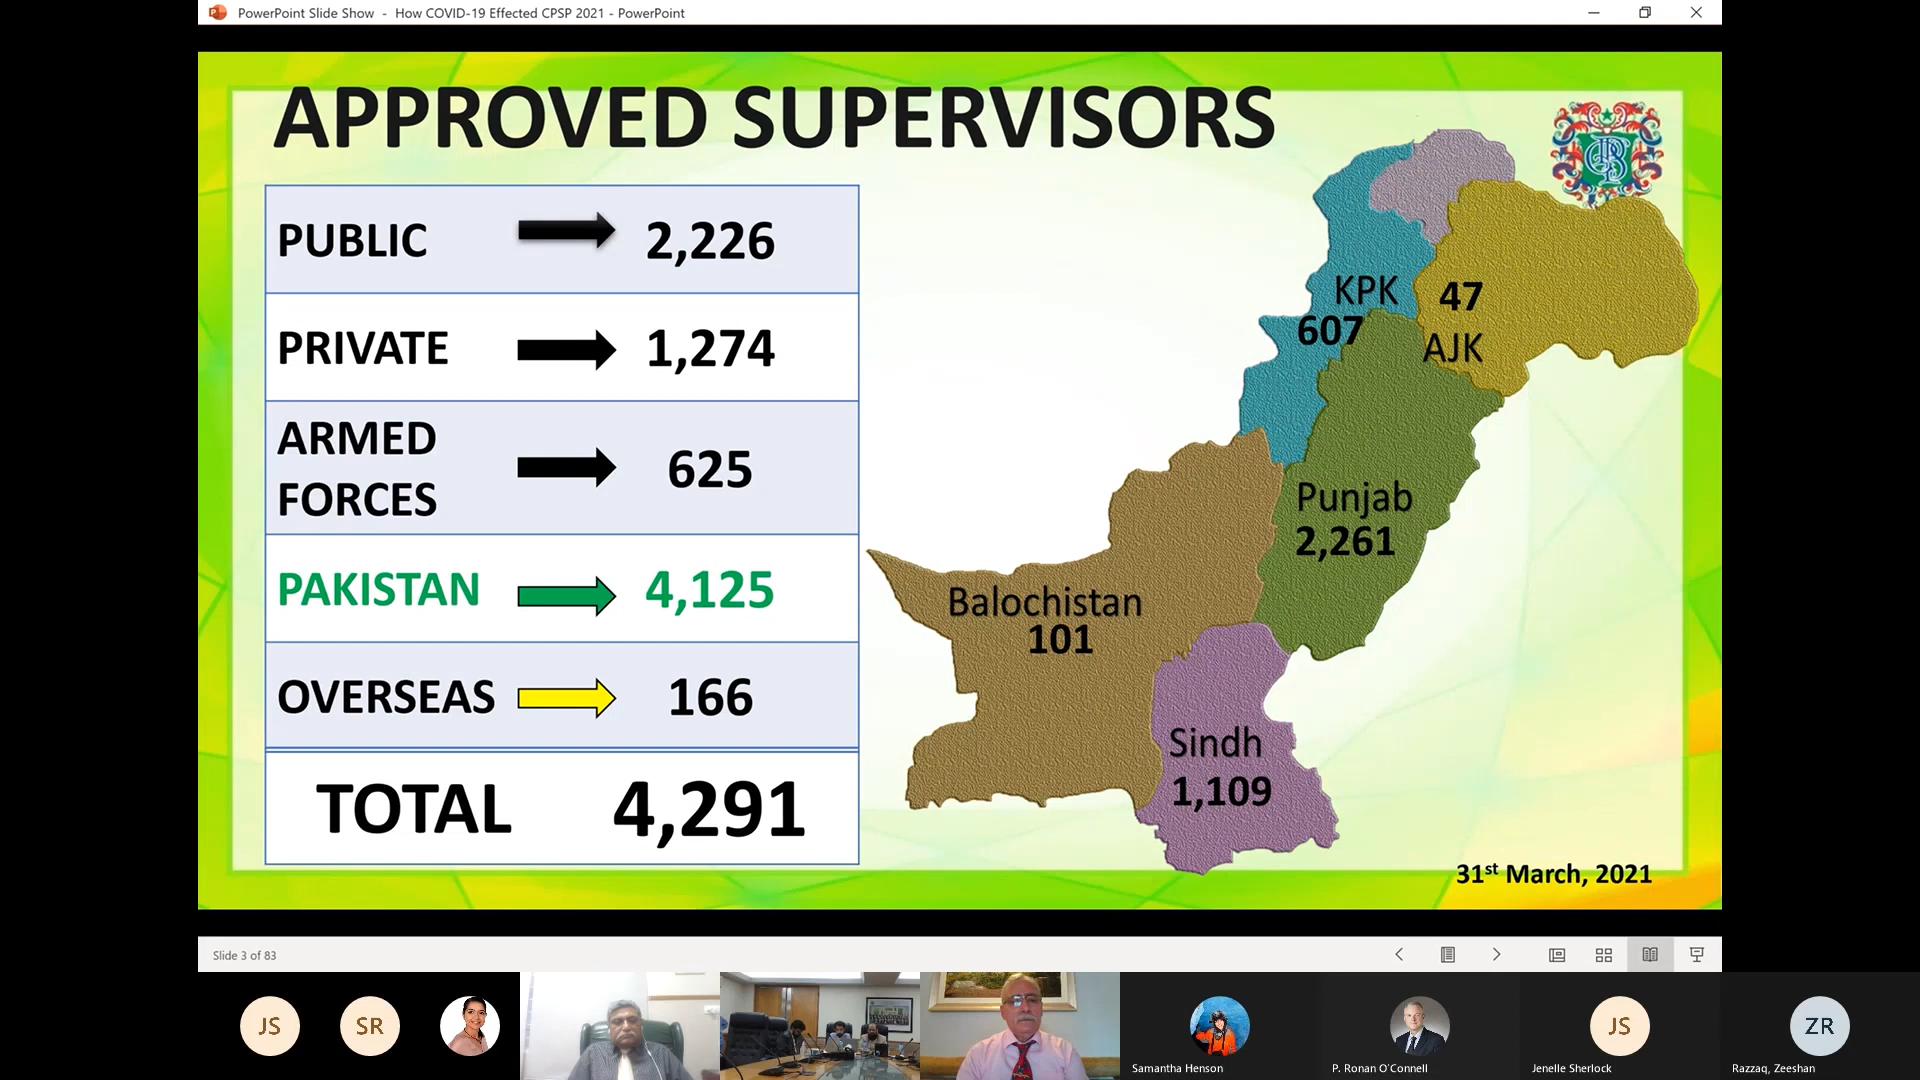 PowerPoint Slide Show - How COVID-19 Effected CPSP 2021 - PowerPoint
APPROVED SUPERVISORS
PUBLIC 2,226
PRIVATE 1,274
ARMED
FORCES 625
PAKISTAN 4,125
OVERSEAS 166
TOTAL 4,291
KPK
607
47
AJK
Punjab
2,261
Balochistan
101
Sindh
1,109
31st March, 2021
Slide 3 of 83
JS
SR
Samantha Henson
P. Ronan O'Connell
JS
Jenelle Sherlock
ZR
Razzaq, Zeeshan